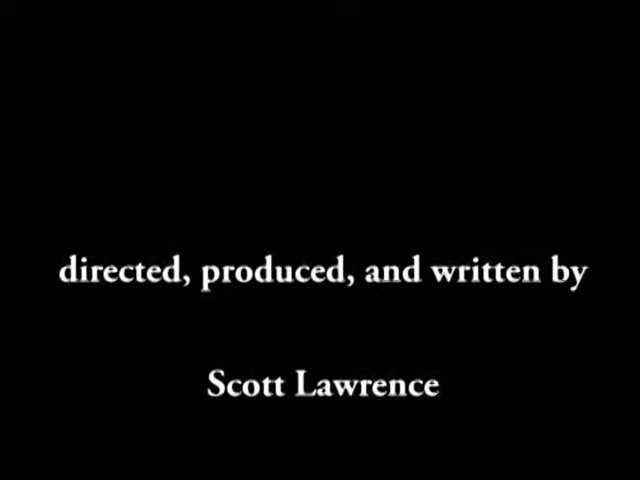 directed, produced, and written by
Scott Lawrence